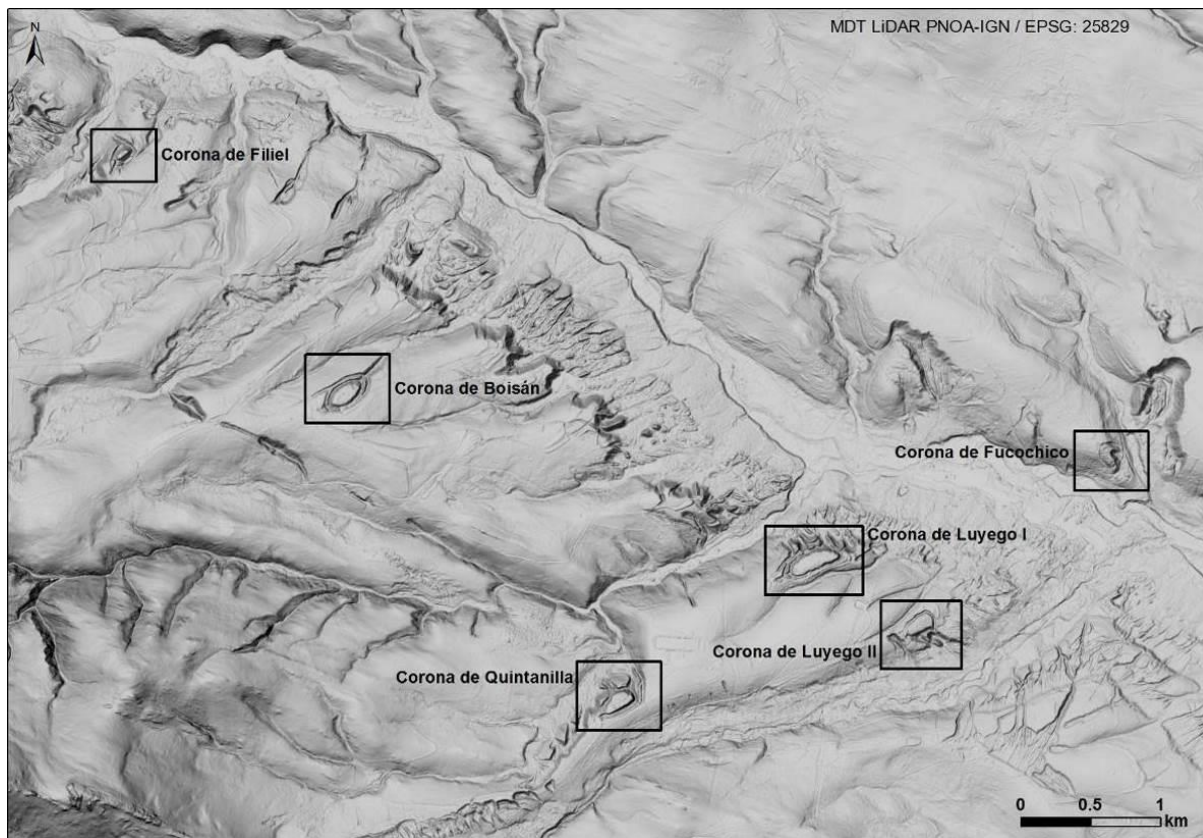 MDT LiDAR PNOA-IGN / EPSG: 25829
N
Corona de Filiel
Corona de Boisán
Corona de Fucochico
Corona de Luyego I
Corona de Luyego II
Corona de Quintanilla
0 0.5 1
km